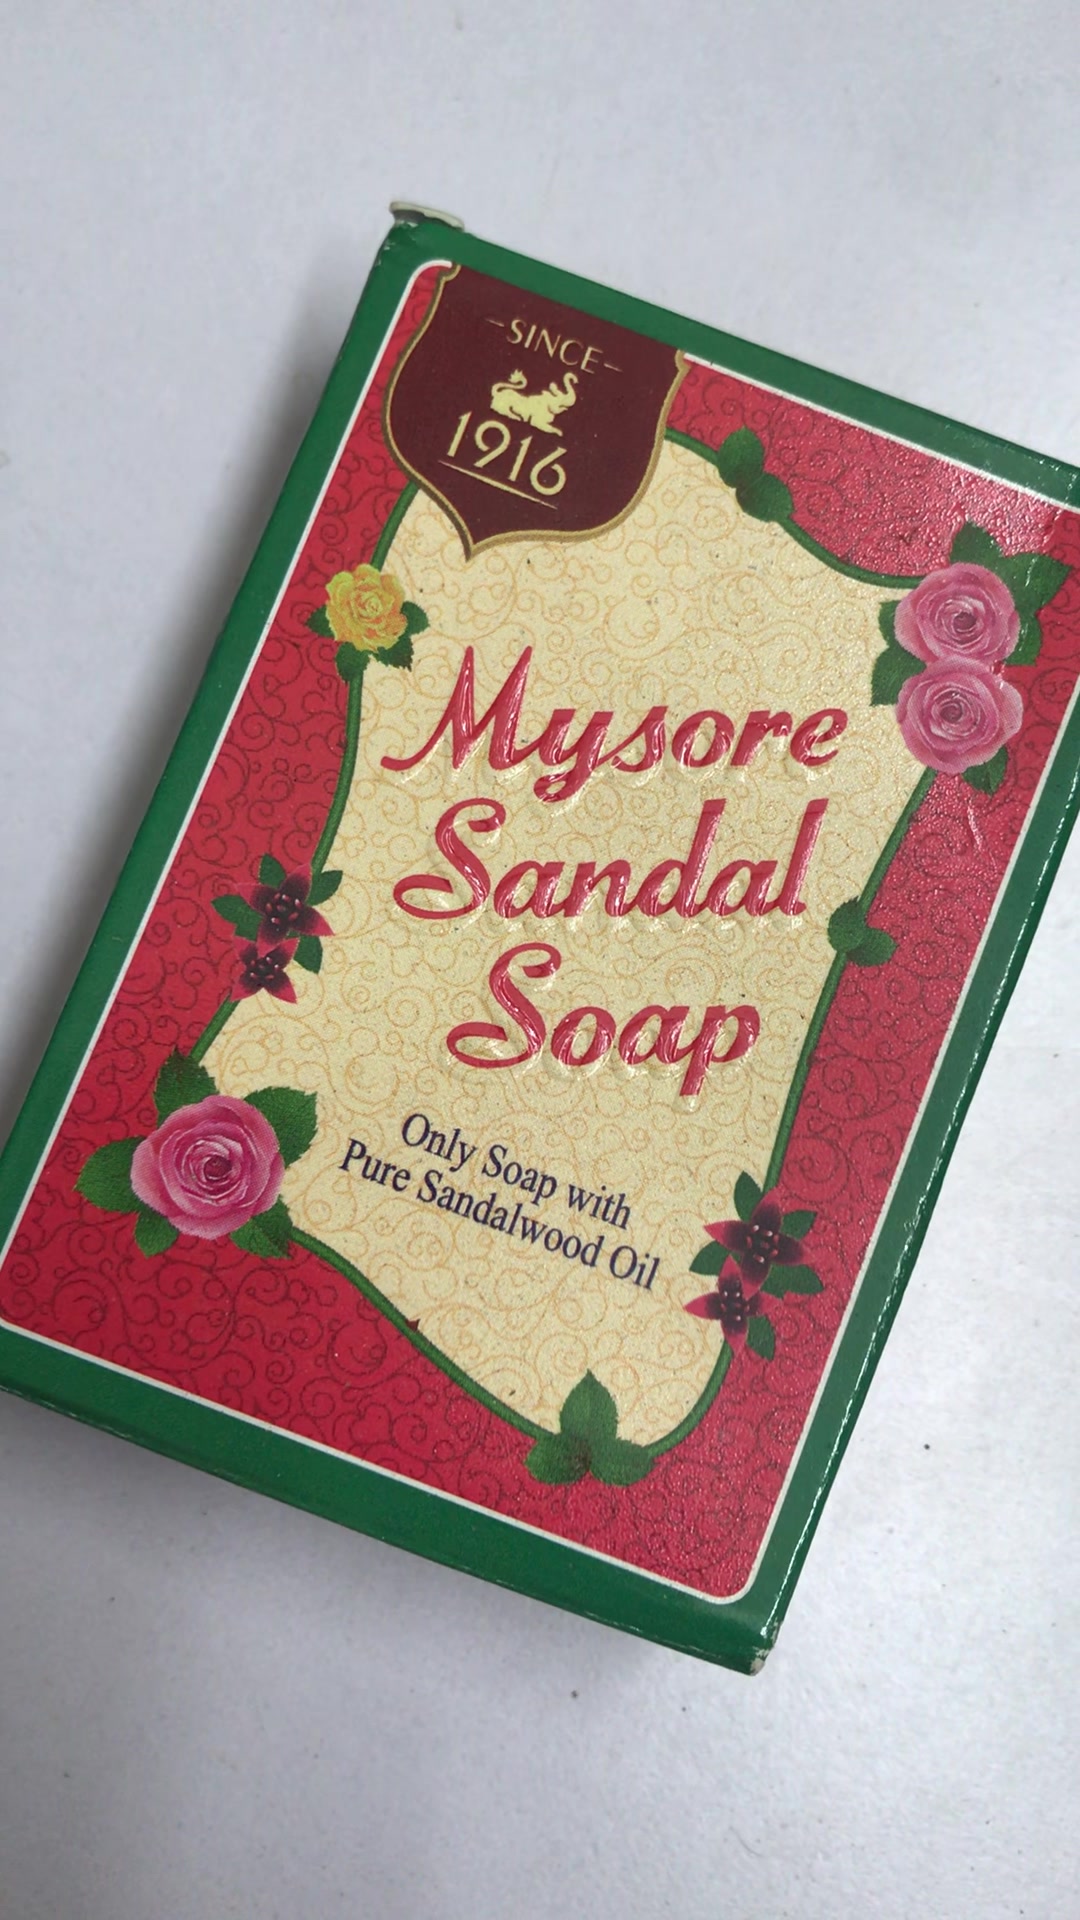 -SINCE-
1916
Mysore
Sandal
Soap
Only Soap with
Pure Sandalwood Oil